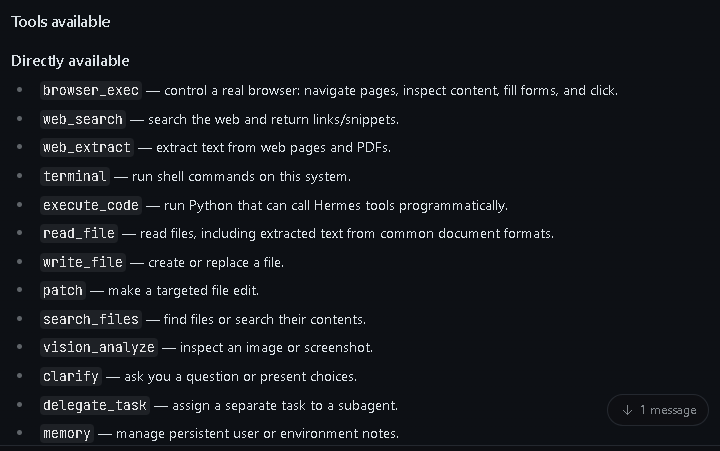 Tools available
Directly available
browser_exec — control a real browser: navigate pages, inspect content, fill forms, and click.
web_search — search the web and return links/snippets.
web_extract — extract text from web pages and PDFs.
terminal — run shell commands on this system.
execute_code — run Python that can call Hermes tools programmatically.
read_file — read files, including extracted text from common document formats.
write_file — create or replace a file.
patch — make a targeted file edit.
search_files — find files or search their contents.
vision_analyze — inspect an image or screenshot.
clarify — ask you a question or present choices.
delegate_task — assign a separate task to a subagent.
↓ 1 message
memory — manage persistent user or environment notes.